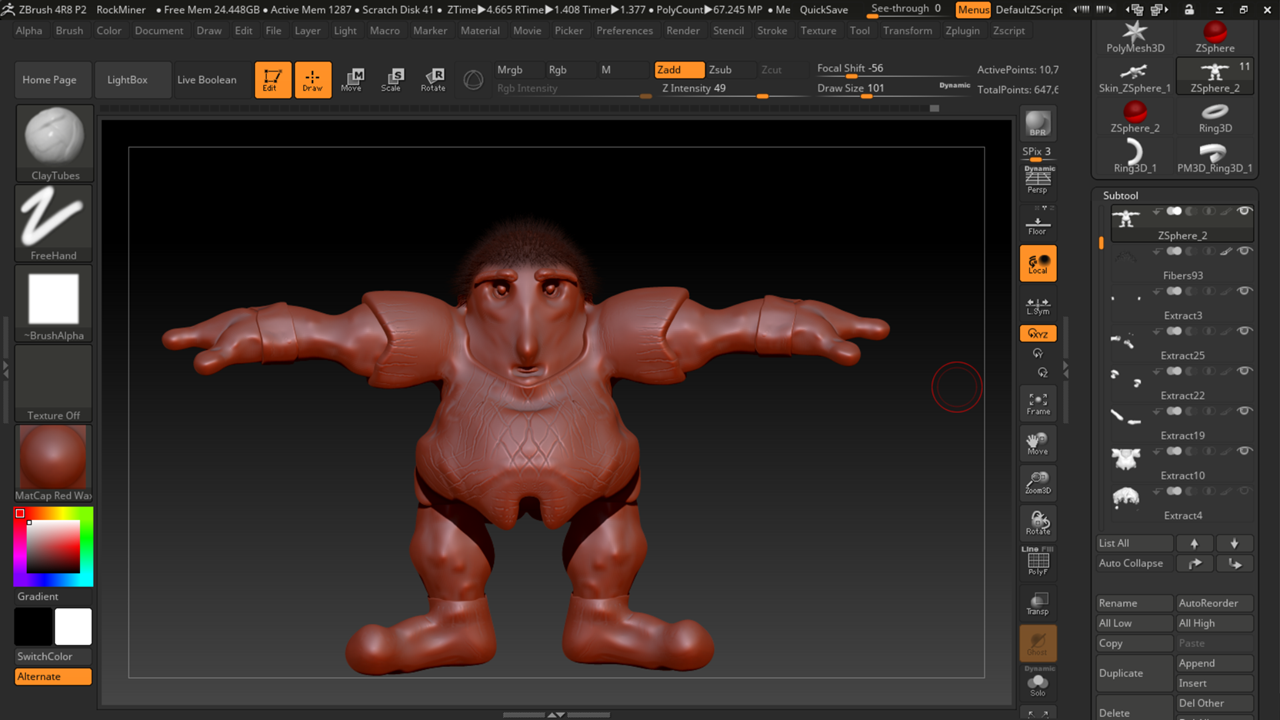 ZBrush 4R8 P2 RockMiner • Free Mem 24.448GB • Active Mem 1287 • Scratch Disk 41 • ZTime▸4.665 RTime▸1.408 Timer▸1.377 • PolyCount▸67.245 MP • Me QuickSave See-through 0 Menus DefaultZScript
Alpha Brush Color Document Draw Edit File Layer Light Macro Marker Material Movie Picker Preferences Render Stencil Stroke Texture Tool Transform Zplugin Zscript
Home Page LightBox Live Boolean Edit Draw Move Scale Rotate
Mrgb Rgb M Zadd Zsub Zcut
Rgb Intensity Z Intensity 49
Focal Shift -56
Draw Size 101 Dynamic
ActivePoints: 10,7
TotalPoints: 647,6
ClayTubes
FreeHand
~BrushAlpha
Texture Off
MatCap Red Wax
Gradient
SwitchColor
Alternate
BPR
SPix 3
Dynamic
Persp
Floor
Local
L.Sym
XYZ
Frame
Move
Zoom3D
Rotate
Line Fill
PolyF
Transp
Ghost
Dynamic
Solo
PolyMesh3D ZSphere
11
Skin_ZSphere_1 ZSphere_2
ZSphere_2 Ring3D
Ring3D_1 PM3D_Ring3D_1
Subtool
ZSphere_2
Fibers93
Extract3
Extract25
Extract22
Extract19
Extract10
Extract4
List All
Auto Collapse
Rename AutoReorder
All Low All High
Copy Paste
Duplicate Append
Insert
Delete Del Other